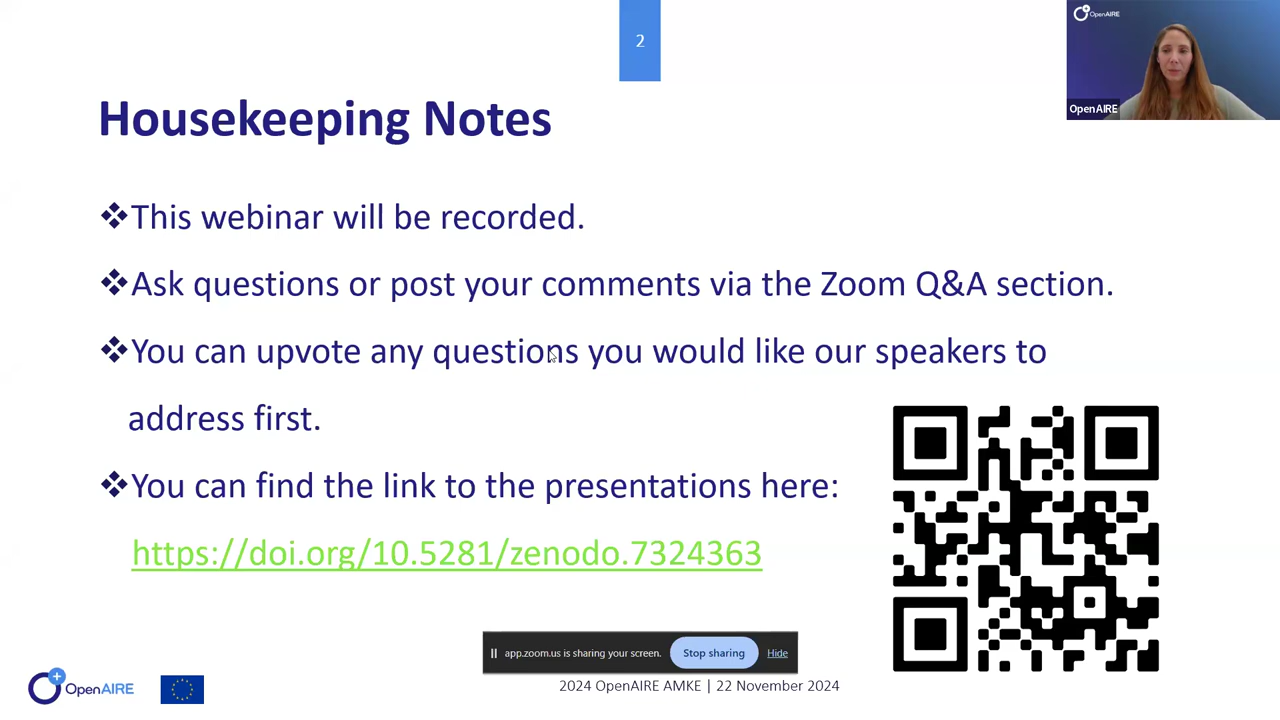 2
OpenAIRE
OpenAIRE
Housekeeping Notes
❖This webinar will be recorded.
❖Ask questions or post your comments via the Zoom Q&A section.
❖You can upvote any questions you would like our speakers to
address first.
❖You can find the link to the presentations here:
https://doi.org/10.5281/zenodo.7324363
app.zoom.us is sharing your screen. Stop sharing Hide
OpenAIRE
2024 OpenAIRE AMKE | 22 November 2024